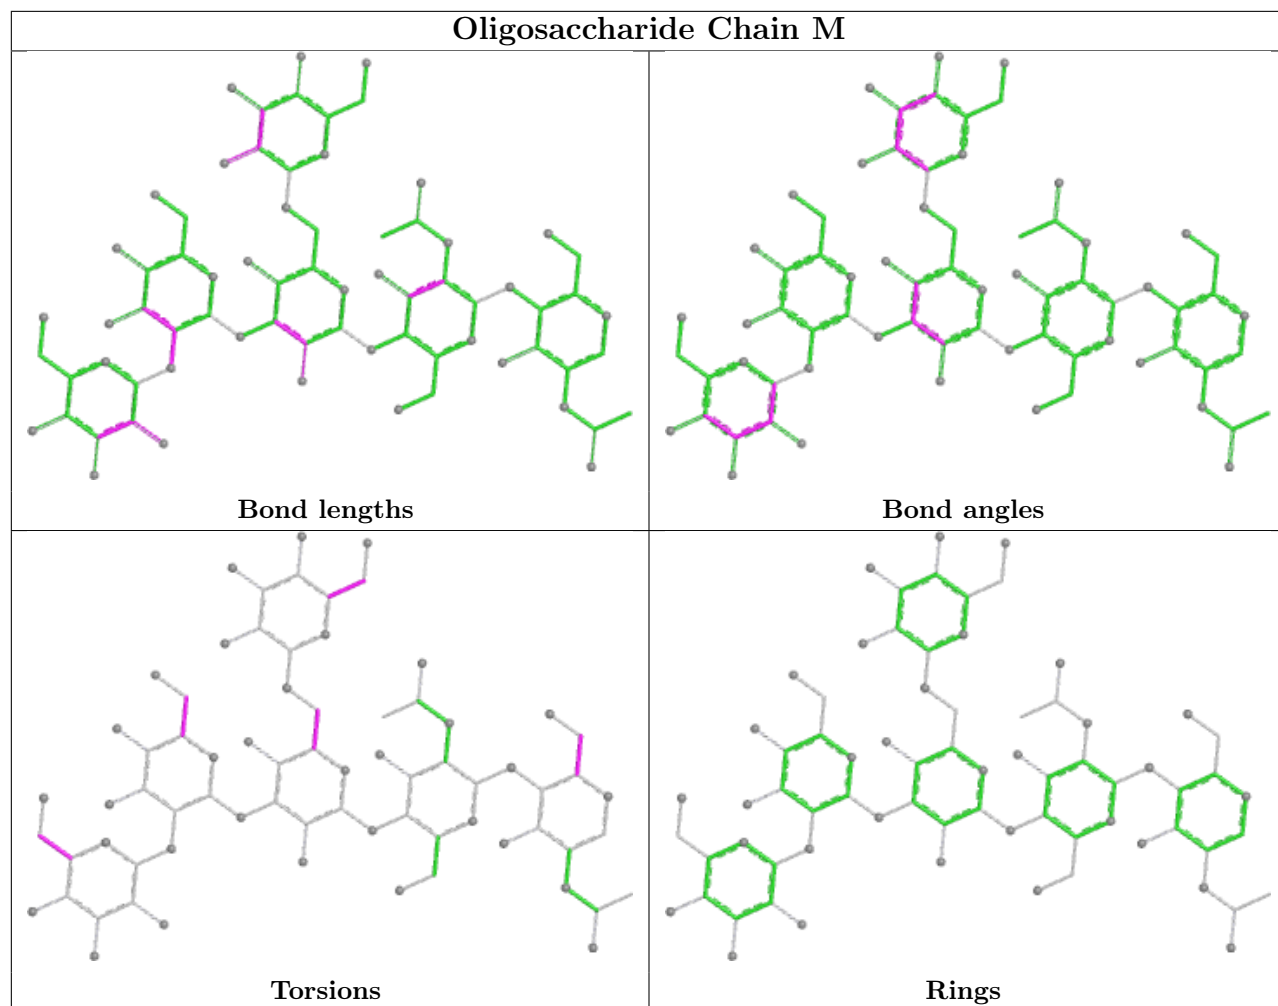 Oligosaccharide Chain M
Bond lengths
Bond angles
Torsions
Rings